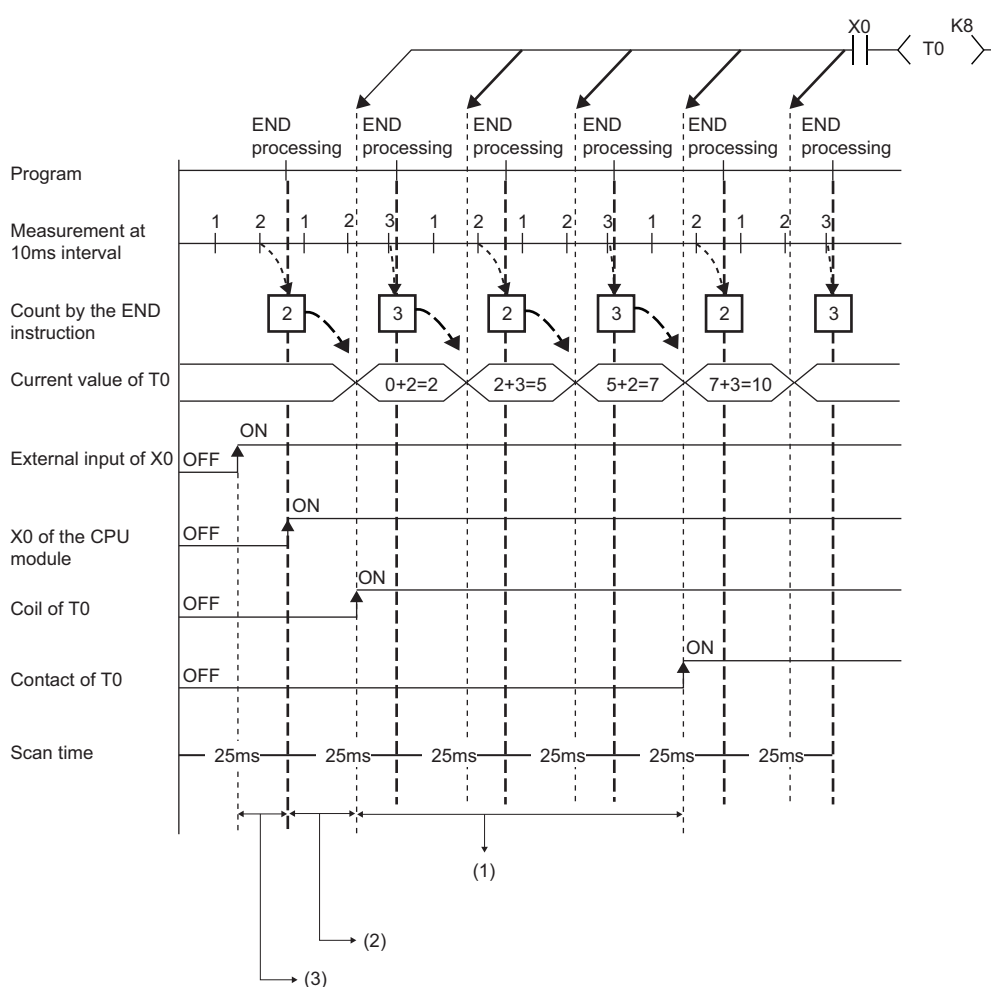 X0
K8
T0
END processing
END processing
END processing
END processing
END processing
END processing
Program
Measurement at
10ms interval
1 2 1 2 3 1 2 1 2 3 1 2 1 2 3
Count by the END
instruction
2 3 2 3 2 3
Current value of T0
0+2=2 2+3=5 5+2=7 7+3=10
ON
External input of X0 OFF
ON
X0 of the CPU
module
OFF
ON
Coil of T0 OFF
ON
Contact of T0 OFF
Scan time
25ms 25ms 25ms 25ms 25ms 25ms
(1)
(2)
(3)